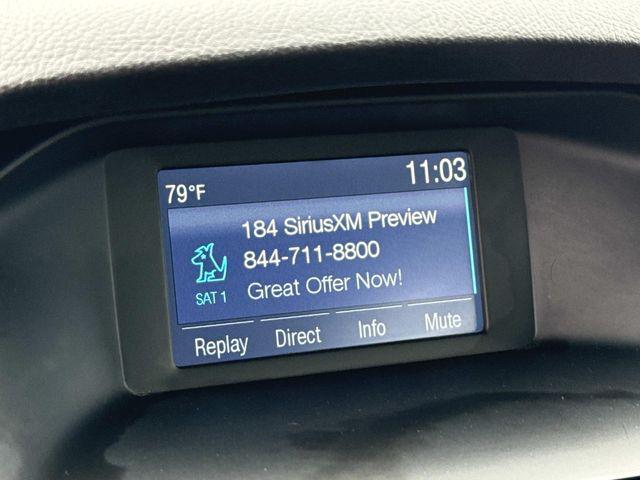 79°F 11:03
184 SiriusXM Preview
844-711-8800
SAT 1 Great Offer Now!
Replay Direct Info Mute